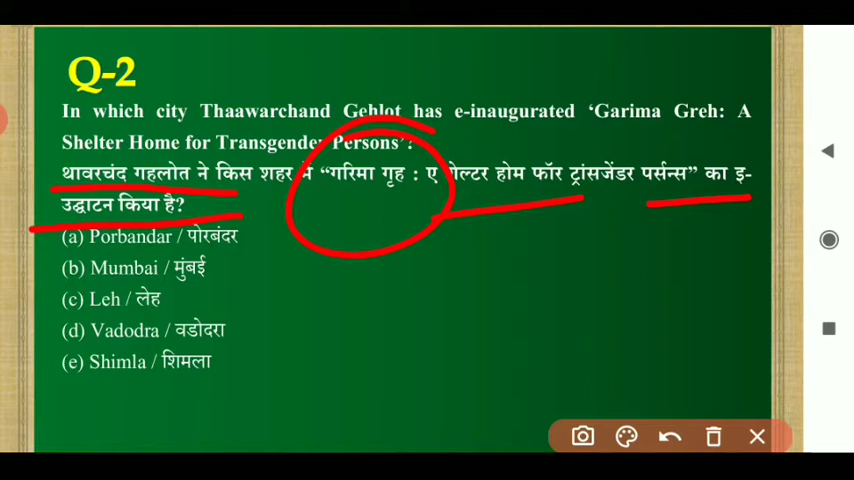 Q-2
In which city Thaawarchand Gehlot has e-inaugurated ‘Garima Greh: A
Shelter Home for Transgender Persons’?
थावरचंद गहलोत ने किस शहर में “गरिमा गृह : ए शेल्टर होम फॉर ट्रांसजेंडर पर्सन्स” का इ-
उद्घाटन किया है?
(a) Porbandar / पोरबंदर
(b) Mumbai / मुंबई
(c) Leh / लेह
(d) Vadodra / वडोदरा
(e) Shimla / शिमला